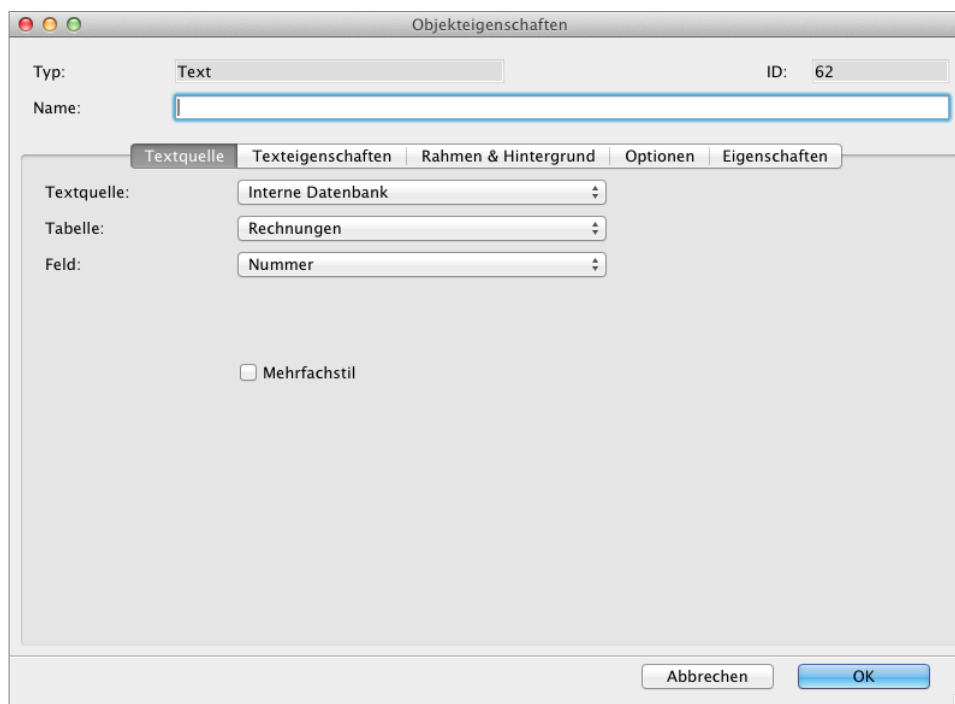 Objekteigenschaften
Typ: Text ID: 62
Name:
Textquelle Texteigenschaften Rahmen & Hintergrund Optionen Eigenschaften
Textquelle: Interne Datenbank
Tabelle: Rechnungen
Feld: Nummer
Mehrfachstil
Abbrechen OK